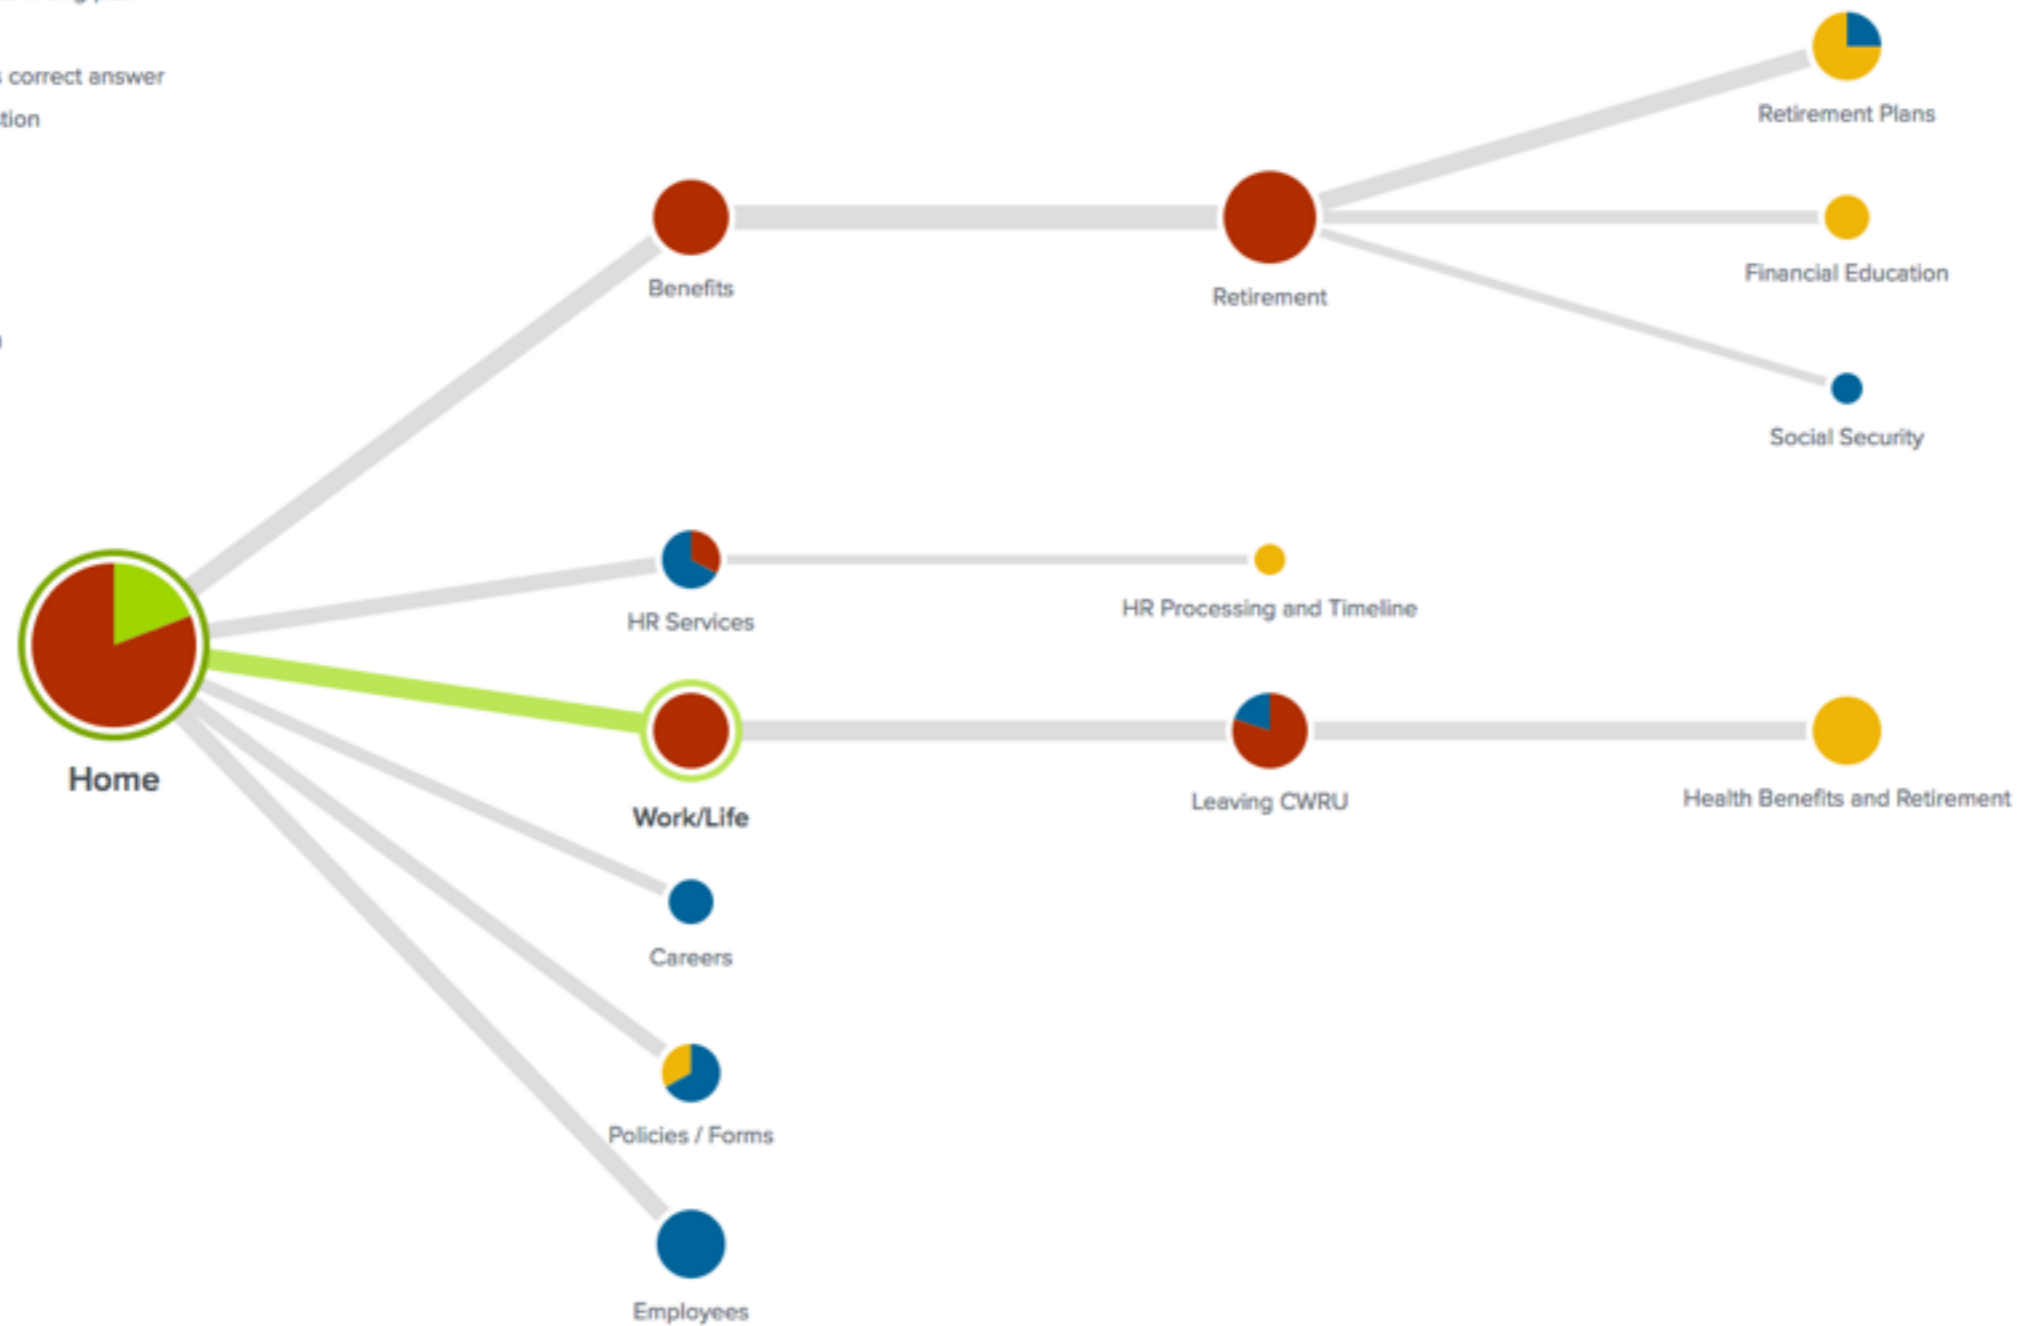 s correct answer
tion
Retirement Plans
Benefits
Retirement
Financial Education
Social Security
HR Services
HR Processing and Timeline
Home
Work/Life
Leaving CWRU
Health Benefits and Retirement
Careers
Policies / Forms
Employees